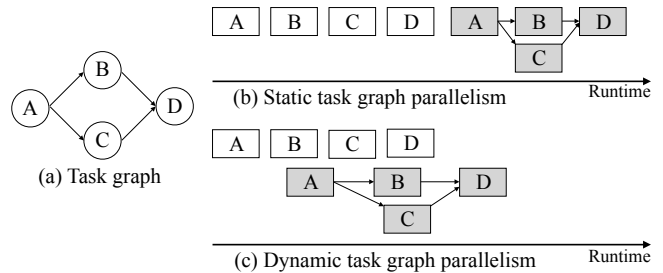 A
B
C
D
(a) Task graph
A B C D A B D
C
Runtime
(b) Static task graph parallelism
A B C D
A B D
C
Runtime
(c) Dynamic task graph parallelism